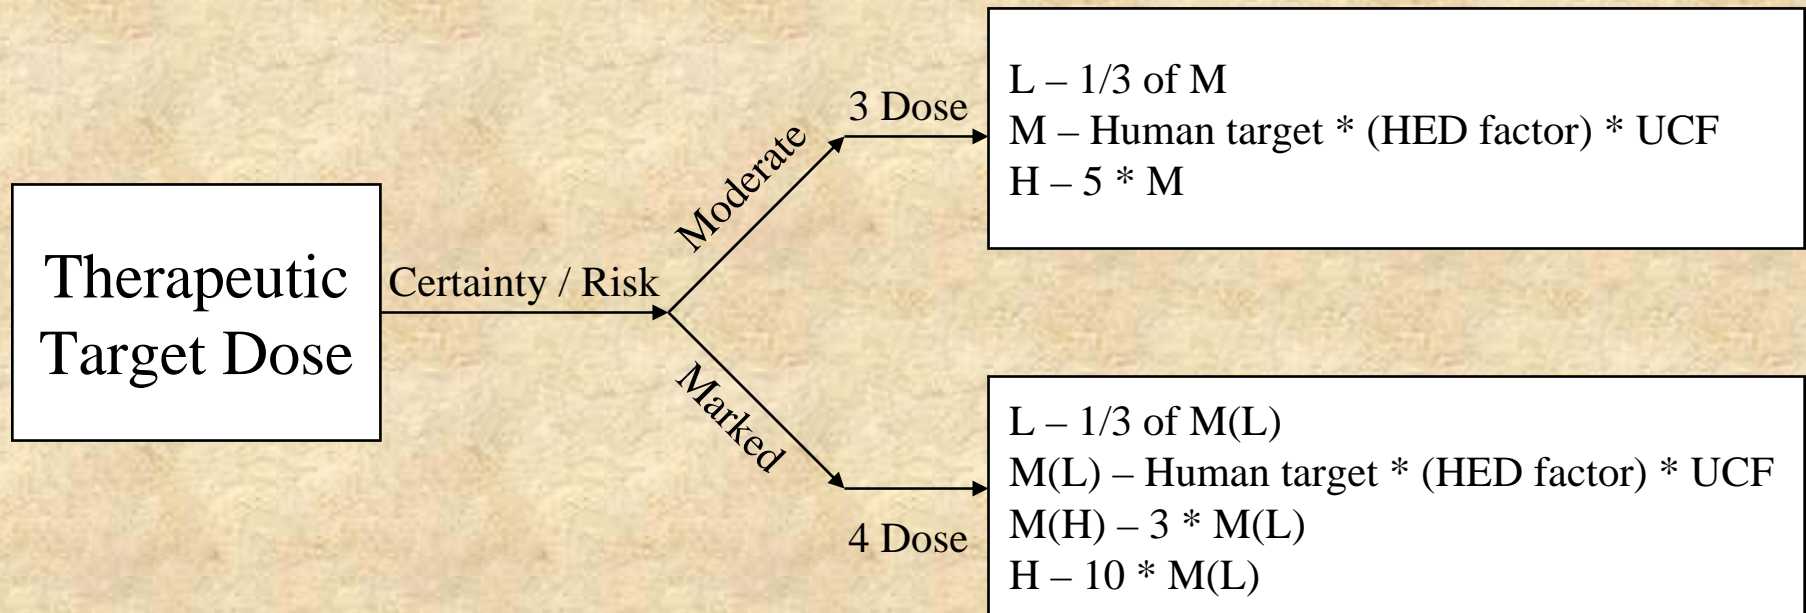 Therapeutic
Target Dose
Certainty / Risk
Moderate
3 Dose
L – 1/3 of M
M – Human target * (HED factor) * UCF
H – 5 * M
Marked
4 Dose
L – 1/3 of M(L)
M(L) – Human target * (HED factor) * UCF
M(H) – 3 * M(L)
H – 10 * M(L)